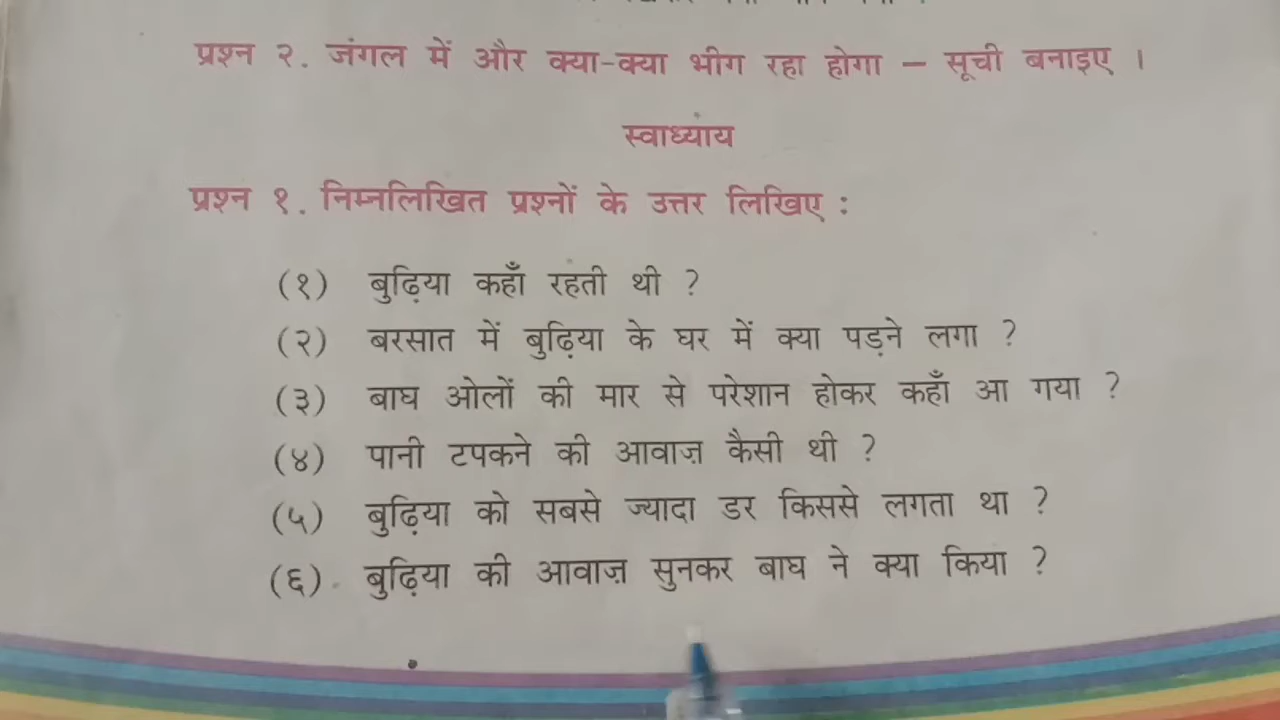 प्रश्न २. जंगल में और क्या-क्या भीग रहा होगा – सूची बनाइए ।
स्वाध्याय
प्रश्न १. निम्नलिखित प्रश्नों के उत्तर लिखिए :
(१) बुढ़िया कहाँ रहती थी ?
(२) बरसात में बुढ़िया के घर में क्या पड़ने लगा ?
(३) बाघ ओलों की मार से परेशान होकर कहाँ आ गया ?
(४) पानी टपकने की आवाज़ कैसी थी ?
(५) बुढ़िया को सबसे ज्यादा डर किससे लगता था ?
(६) बुढ़िया की आवाज़ सुनकर बाघ ने क्या किया ?